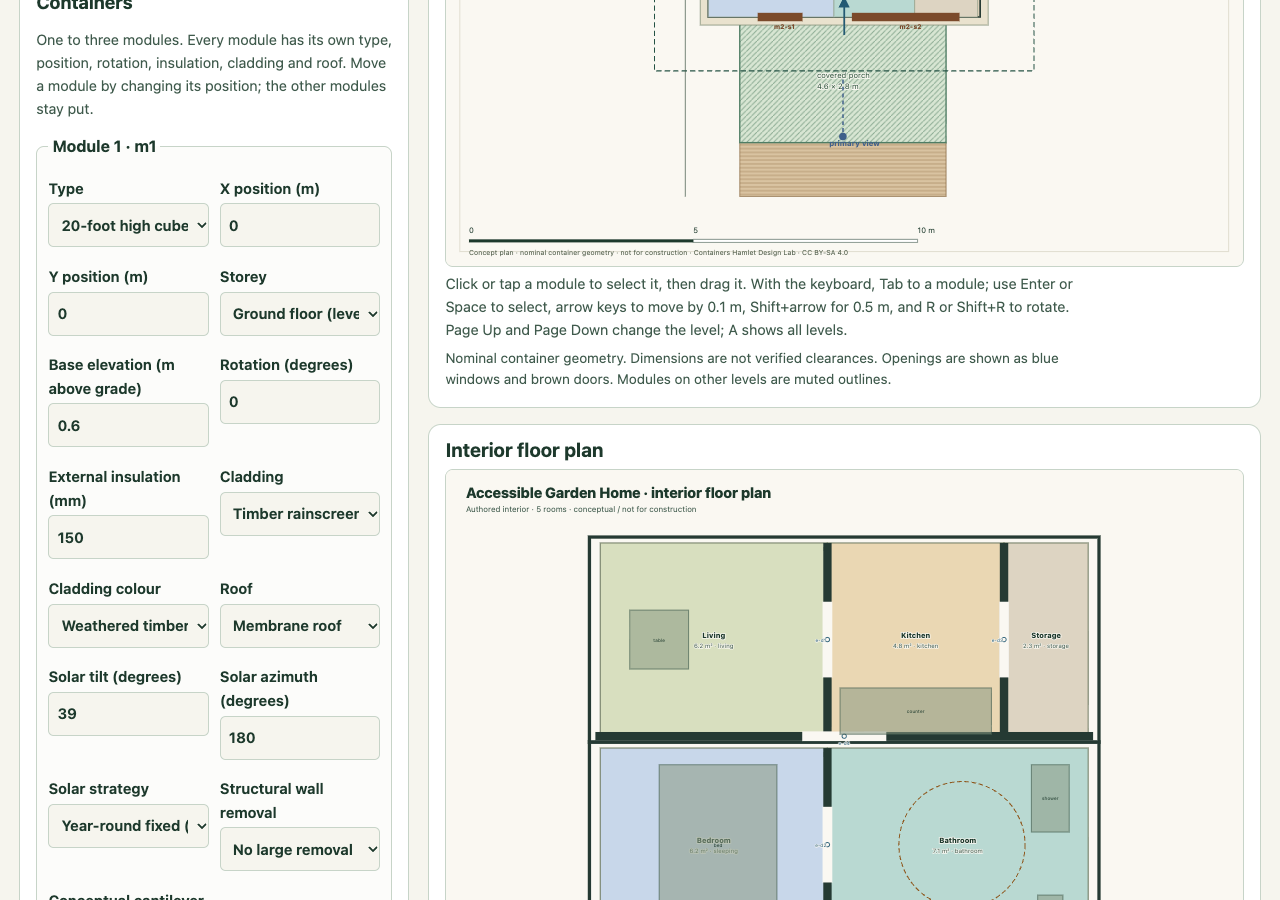 Containers
One to three modules. Every module has its own type,
position, rotation, insulation, cladding and roof. Move
a module by changing its position; the other modules
stay put.
Module 1 · m1
Type
X position (m)
20-foot high cube
0
Y position (m)
Storey
0
Ground floor (leve
Base elevation (m
above grade)
Rotation (degrees)
0.6
0
External insulation
(mm)
Cladding
150
Timber rainscreen
Cladding colour
Roof
Weathered timber
Membrane roof
Solar tilt (degrees)
Solar azimuth
(degrees)
39
180
Solar strategy
Structural wall
removal
Year-round fixed (
No large removal
Conceptual cantilever
m2-s1
m2-s2
covered porch
4.6 × 2.8 m
primary view
0
5
10 m
Concept plan · nominal container geometry · not for construction · Containers Hamlet Design Lab · CC BY-SA 4.0
Click or tap a module to select it, then drag it. With the keyboard, Tab to a module; use Enter or
Space to select, arrow keys to move by 0.1 m, Shift+arrow for 0.5 m, and R or Shift+R to rotate.
Page Up and Page Down change the level; A shows all levels.
Nominal container geometry. Dimensions are not verified clearances. Openings are shown as blue
windows and brown doors. Modules on other levels are muted outlines.
Interior floor plan
Accessible Garden Home · interior floor plan
Authored interior · 5 rooms · conceptual / not for construction
table
Living
6.2 m² · living
Kitchen
4.8 m² · kitchen
Storage
2.3 m² · storage
counter
Bedroom
bed
6.2 m² · sleeping
Bathroom
7.1 m² · bathroom
shower